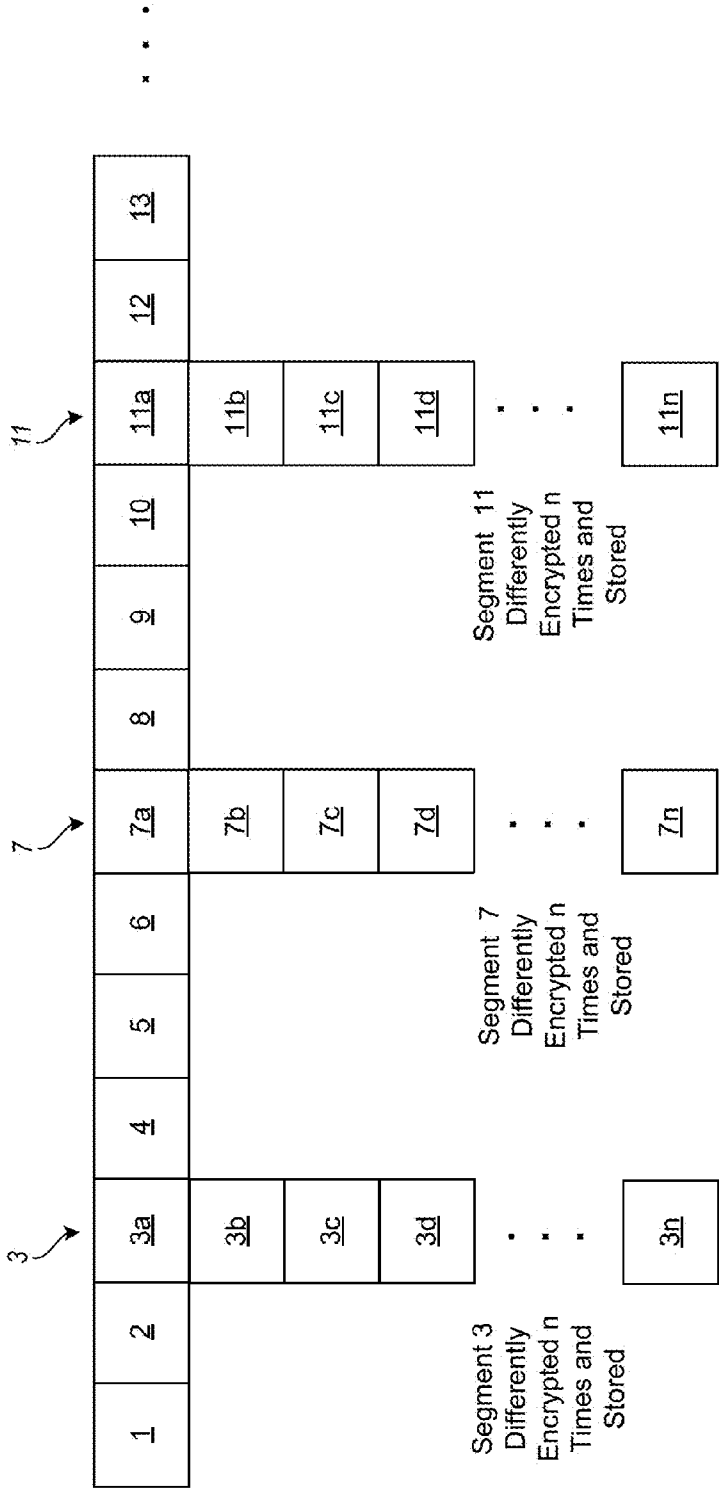 3
7
11
1 2 3a 4 5 6 7a 8 9 10 11a 12 13
3b 7b 11b
3c 7c 11c
3d 7d 11d
Segment 3
Differently
Encrypted n
Times and
Stored
Segment 7
Differently
Encrypted n
Times and
Stored
Segment 11
Differently
Encrypted n
Times and
Stored
3n 7n 11n